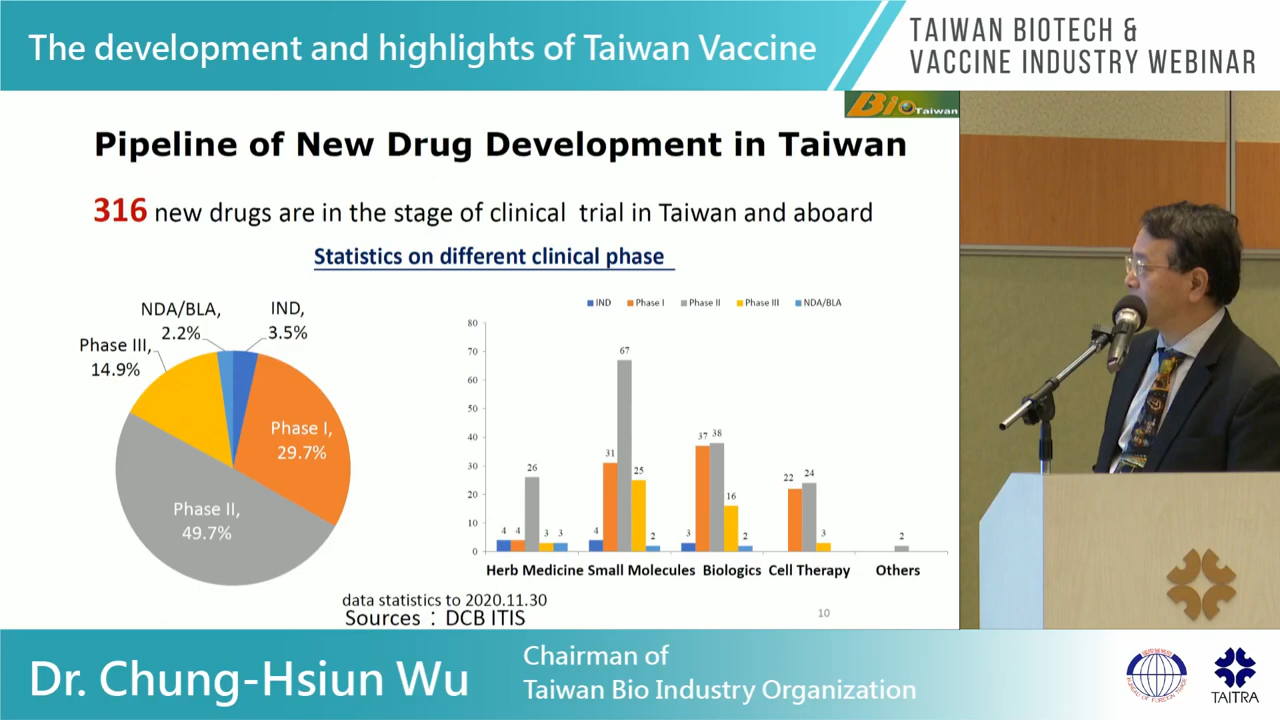 The development and highlights of Taiwan Vaccine
TAIWAN BIOTECH &
VACCINE INDUSTRY WEBINAR
Bio Taiwan
Pipeline of New Drug Development in Taiwan
316 new drugs are in the stage of clinical trial in Taiwan and aboard
Statistics on different clinical phase
NDA/BLA,
2.2%
IND,
3.5%
Phase III,
14.9%
Phase I,
29.7%
Phase II,
49.7%
IND Phase I Phase II Phase III NDA/BLA
80
70
60
50
40
30
20
10
0
4 4 26 3 3
4 31 67 25 2
3 37 38 16 2
22 24 3
2
Herb Medicine Small Molecules Biologics Cell Therapy Others
data statistics to 2020.11.30
Sources：DCB ITIS
10
Dr. Chung-Hsiun Wu
Chairman of
Taiwan Bio Industry Organization
BUREAU OF FOREIGN TRADE
TAITRA